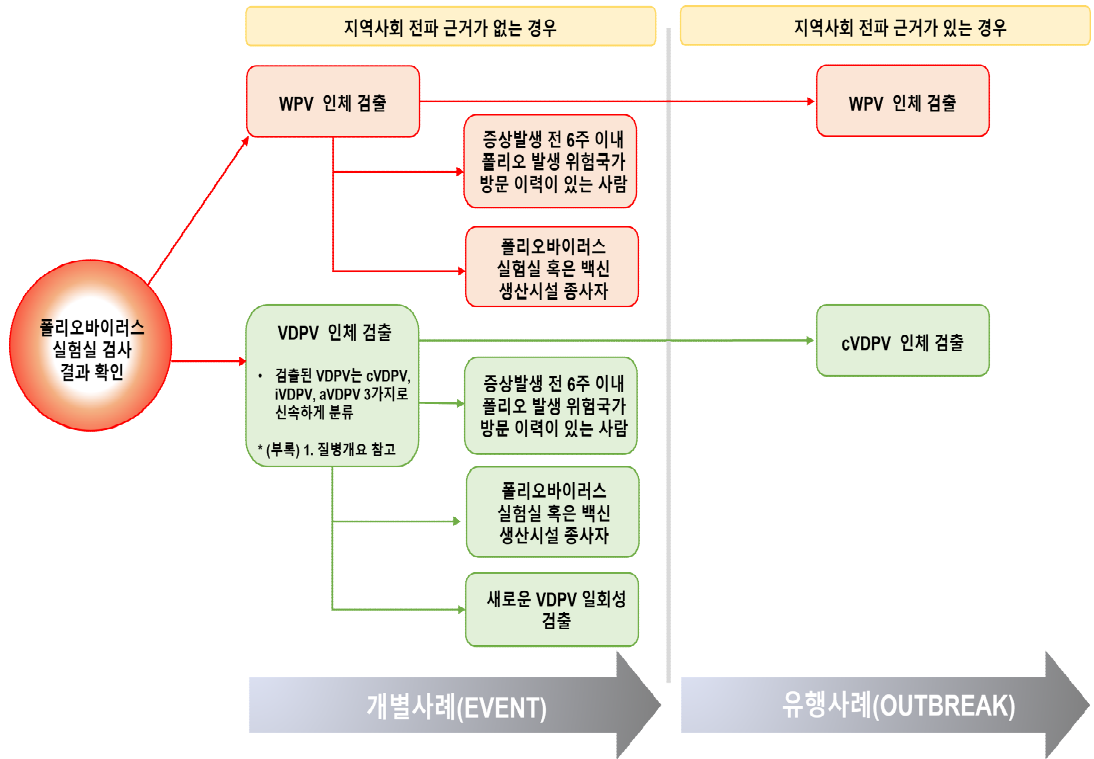 지역사회 전파 근거가 없는 경우
지역사회 전파 근거가 있는 경우
WPV 인체 검출
WPV 인체 검출
증상발생 전 6주 이내
폴리오 발생 위험국가
방문 이력이 있는 사람
폴리오바이러스
실험실 혹은 백신
생산시설 종사자
폴리오바이러스
실험실 검사
결과 확인
VDPV 인체 검출
• 검출된 VDPV는 cVDPV,
iVDPV, aVDPV 3가지로
신속하게 분류
* (부록) 1. 질병개요 참고
cVDPV 인체 검출
증상발생 전 6주 이내
폴리오 발생 위험국가
방문 이력이 있는 사람
폴리오바이러스
실험실 혹은 백신
생산시설 종사자
새로운 VDPV 일회성
검출
개별사례(EVENT)
유행사례(OUTBREAK)